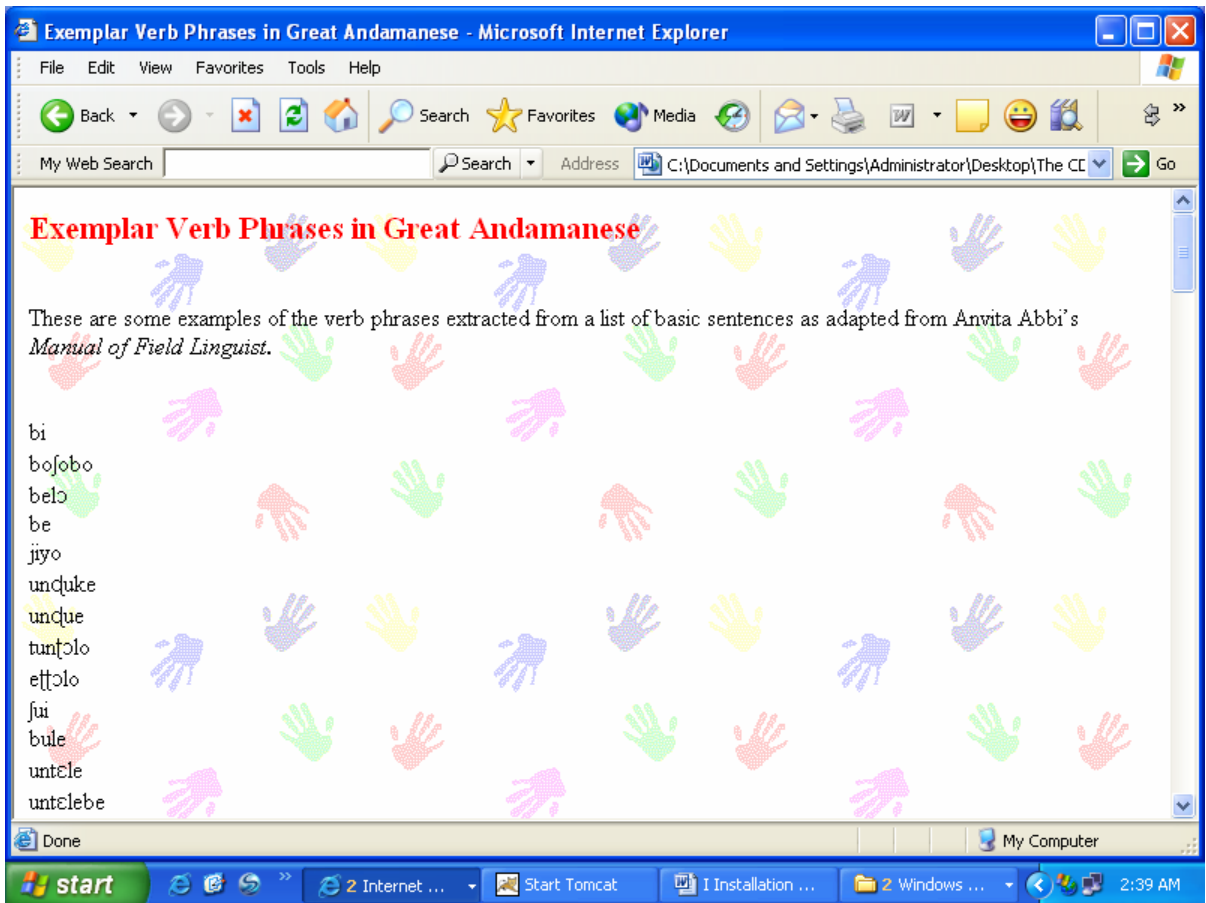 Exemplar Verb Phrases in Great Andamanese - Microsoft Internet Explorer
File Edit View Favorites Tools Help
Back Search Favorites Media »
My Web Search Search Address C:\Documents and Settings\Administrator\Desktop\The CD Go
Exemplar Verb Phrases in Great Andamanese
These are some examples of the verb phrases extracted from a list of basic sentences as adapted from Anvita Abbi's
Manual of Field Linguist.
bi
boʃobo
belɔ
be
jiyo
unɖuke
unɖue
tunʈɔlo
eʈʈɔlo
ʃui
bule
untɛle
untɛlebe
Done My Computer
start » 2 Internet ... Start Tomcat I Installation ... 2 Windows ... 2:39 AM